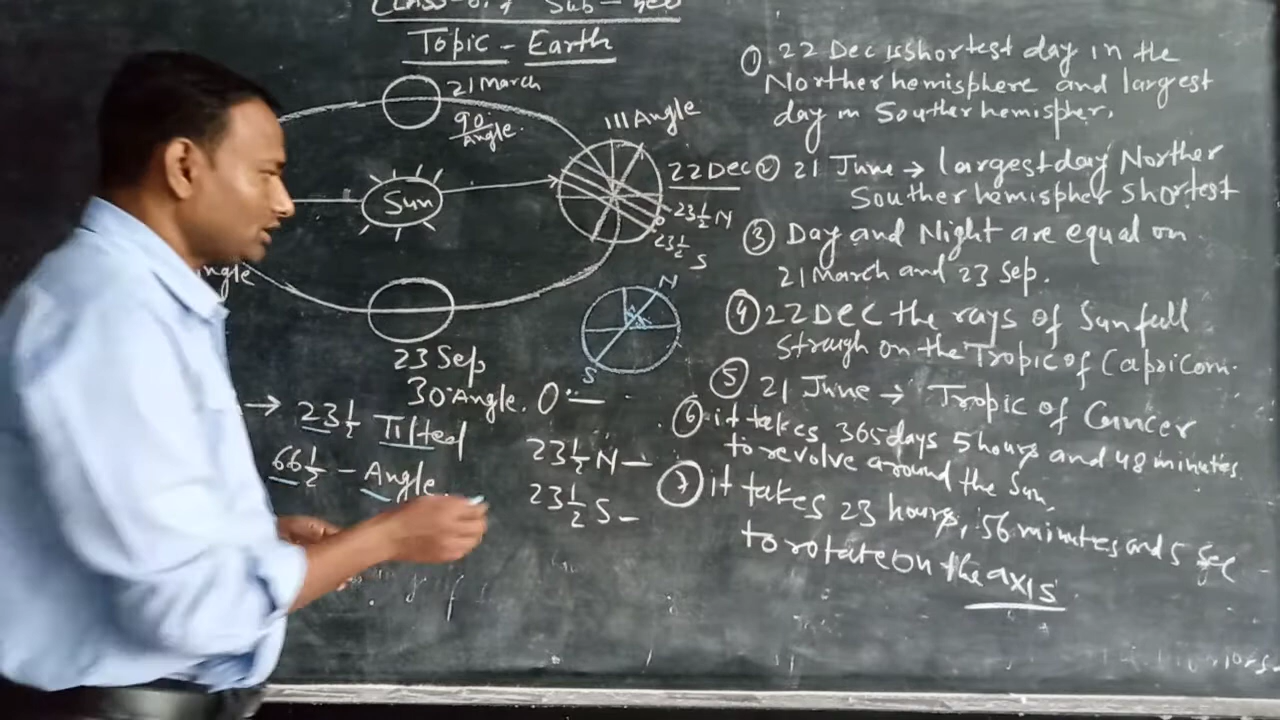 Class-6th Sub- Geo
Topic - Earth
21 March
90°
Angle.
111 Angle
Sun
22 Dec
23½ N
0
23½
S
ngle
N
S
23 Sep
30° Angle. 0° —
→ 23½ Tilted
66½ - Angle.
23½ N —
23½ S -
① 22 Dec is shortest day in the
Norther hemisphere and largest
day in Souther hemispher.
② 21 June → largest day Norther
Souther hemispher shortest
③ Day and Night are equal on
21 March and 23 Sep.
④ 22 Dec the rays of Sun fall
Straigh on the Tropic of Capricorn.
⑤ 21 June → Tropic of Cancer
⑥ it takes 365 days 5 hours and 48 minutes
to revolve around the Sun
⑦ it takes 23 hours, 56 minutes and 5 Sec
to rotate on the axis